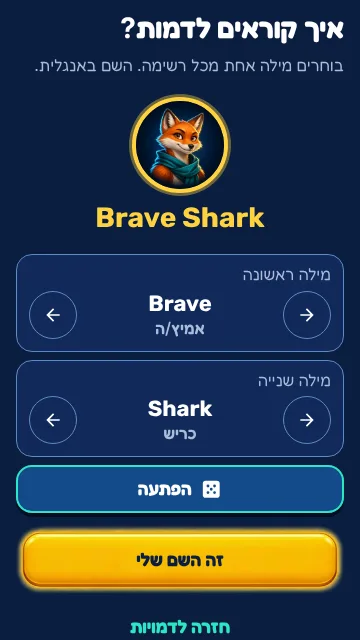 איך קוראים לדמות?
בוחרים מילה אחת מכל רשימה. השם באנגלית.
Brave Shark
מילה ראשונה
Brave
אמיץ/ה
מילה שנייה
Shark
כריש
הפתעה
זה השם שלי
חזרה לדמויות